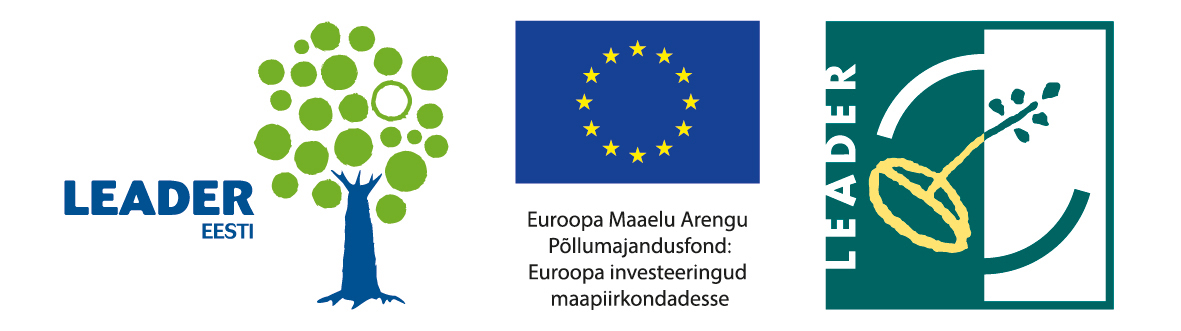 LEADER
EESTI
Euroopa Maaelu Arengu
Põllumajandusfond:
Euroopa investeeringud
maapiirkondadesse
LEADER